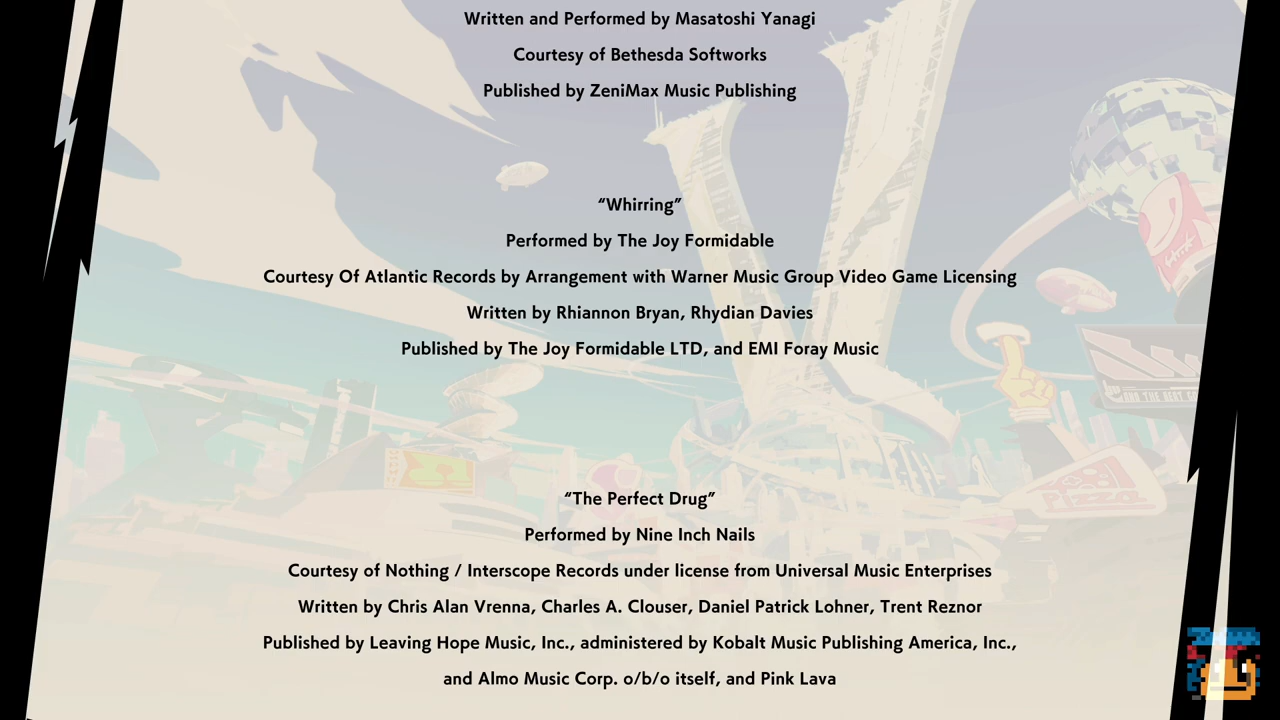 Written and Performed by Masatoshi Yanagi
Courtesy of Bethesda Softworks
Published by ZeniMax Music Publishing
“Whirring”
Performed by The Joy Formidable
Courtesy Of Atlantic Records by Arrangement with Warner Music Group Video Game Licensing
Written by Rhiannon Bryan, Rhydian Davies
Published by The Joy Formidable LTD, and EMI Foray Music
“The Perfect Drug”
Performed by Nine Inch Nails
Courtesy of Nothing / Interscope Records under license from Universal Music Enterprises
Written by Chris Alan Vrenna, Charles A. Clouser, Daniel Patrick Lohner, Trent Reznor
Published by Leaving Hope Music, Inc., administered by Kobalt Music Publishing America, Inc.,
and Almo Music Corp. o/b/o itself, and Pink Lava
PIZZA